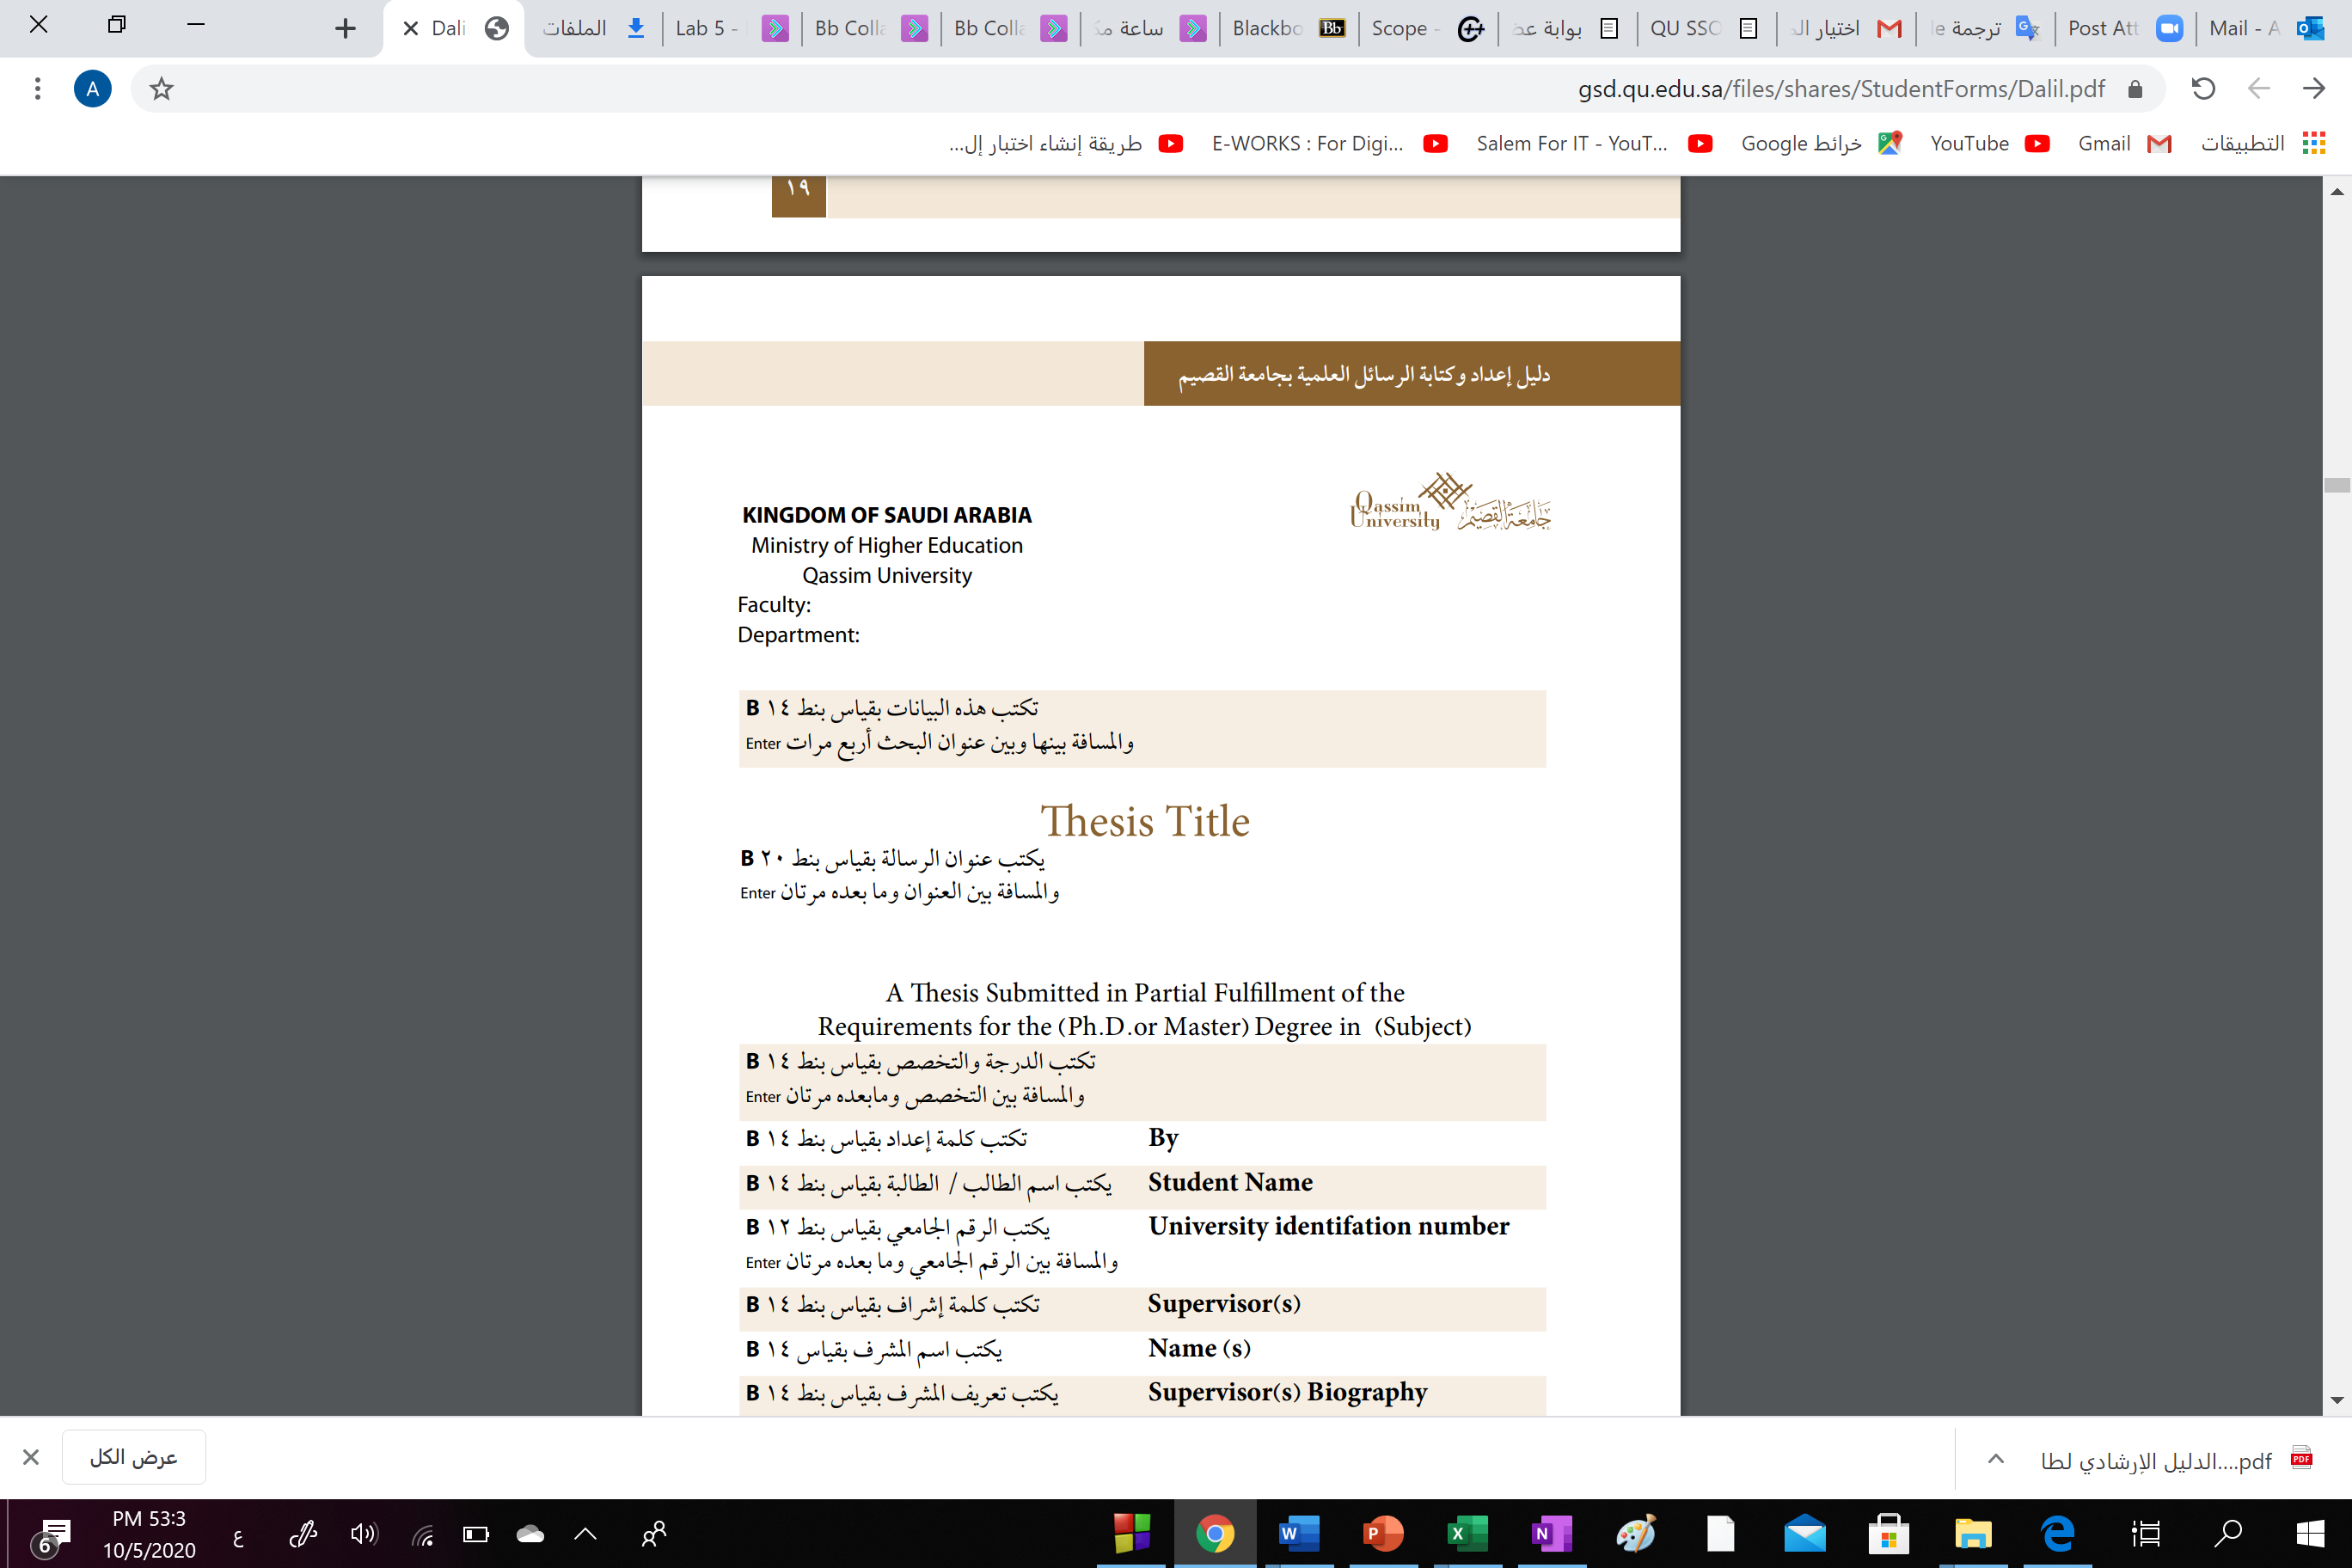 Dali
الملفات
Lab 5 -
Bb Colla
Bb Colla
ساعة مك
Blackbo
Scope -
بوابة عض
QU SSO
اختيار الم
ترجمة
Post Att
Mail - A
A
gsd.qu.edu.sa/files/shares/StudentForms/Dalil.pdf
طريقة إنشاء اختبار إل...
E-WORKS : For Digi...
Salem For IT - YouT...
خرائط Google
YouTube
Gmail
التطبيقات
١٩
دليل إعداد وكتابة الرسائل العلمية بجامعة القصيم
Qassim University جامعة القصيم
KINGDOM OF SAUDI ARABIA
Ministry of Higher Education
Qassim University
Faculty:
Department:
تكتب هذه البيانات بقياس بنط ١٤ B
والمسافة بينها وبين عنوان البحث أربع مرات Enter
Thesis Title
يكتب عنوان الرسالة بقياس بنط ٢٠ B
والمسافة بين العنوان وما بعده مرتان Enter
A Thesis Submitted in Partial Fulfillment of the
Requirements for the (Ph.D.or Master) Degree in (Subject)
تكتب الدرجة والتخصص بقياس بنط ١٤ B
والمسافة بين التخصص ومابعده مرتان Enter
تكتب كلمة إعداد بقياس بنط ١٤ B
By
يكتب اسم الطالب / الطالبة بقياس بنط ١٤ B
Student Name
يكتب الرقم الجامعي بقياس بنط ١٢ B
University identifation number
والمسافة بين الرقم الجامعي وما بعده مرتان Enter
تكتب كلمة إشراف بقياس بنط ١٤ B
Supervisor(s)
يكتب اسم المشرف بقياس ١٤ B
Name (s)
يكتب تعريف المشرف بقياس بنط ١٤ B
Supervisor(s) Biography
عرض الكل
الدليل الإرشادي لطا....pdf
6
PM 53:3
10/5/2020
ع